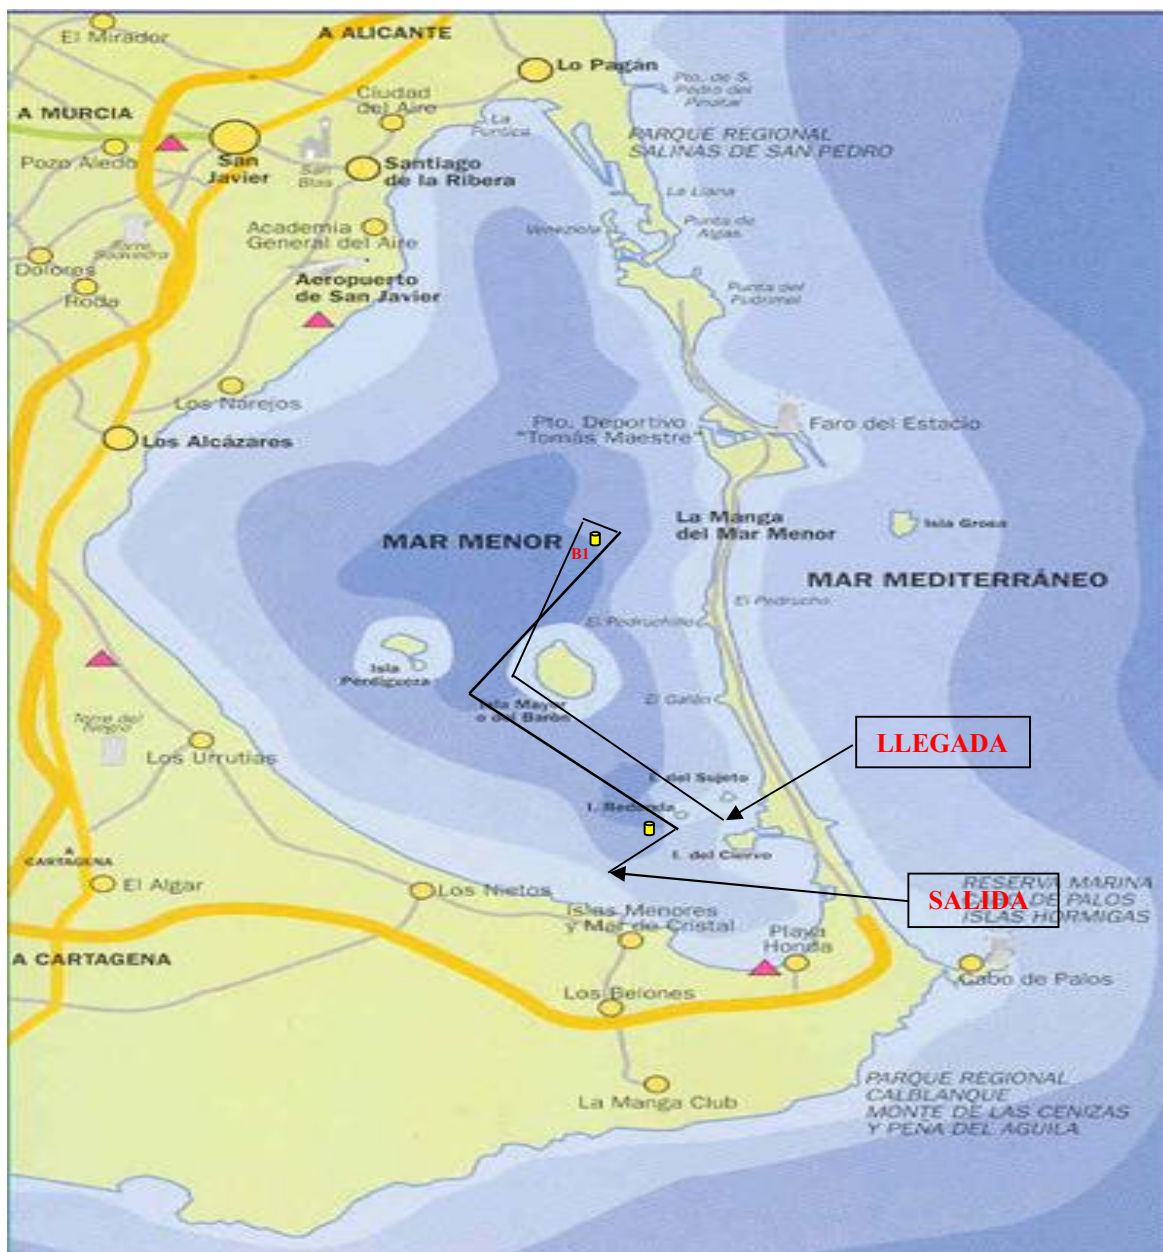 El Mirador
A ALICANTE
Lo Pagán
Ciudad
del Aire
Pto. de S.
Pedro del
Pinatar
A MURCIA
La
Puntica
PARQUE REGIONAL
SALINAS DE SAN PEDRO
Pozo Aledo
San
Javier
San
Blas
Santiago
de la Ribera
La Llana
Academia
General del Aire
Veneziola
Punta de
Algas
Torre
Saavedra
Dolores
Roda
Aeropuerto
de San Javier
Punta del
Pudrimel
Los Narejos
Los Alcázares
Pto. Deportivo
"Tomás Maestre"
Faro del Estacio
La Manga
del Mar Menor
Isla Grosa
MAR MENOR
B1
MAR MEDITERRÁNEO
El Pedrucho
El Pedruchillo
Isla
Perdiguera
Isla Mayor
o del Barón
El Galán
Torre del
Negro
Los Urrutias
LLEGADA
I. del Sujeto
I. Redonda
I. del Ciervo
A
CARTAGENA
El Algar
Los Nietos
SALIDA
RESERVA MARINA
DE PALOS
ISLAS HORMIGAS
Islas Menores
y Mar de Cristal
Playa
Honda
A CARTAGENA
Cabo de Palos
Los Belones
La Manga Club
PARQUE REGIONAL
CALBLANQUE
MONTE DE LAS CENIZAS
Y PEÑA DEL AGUILA